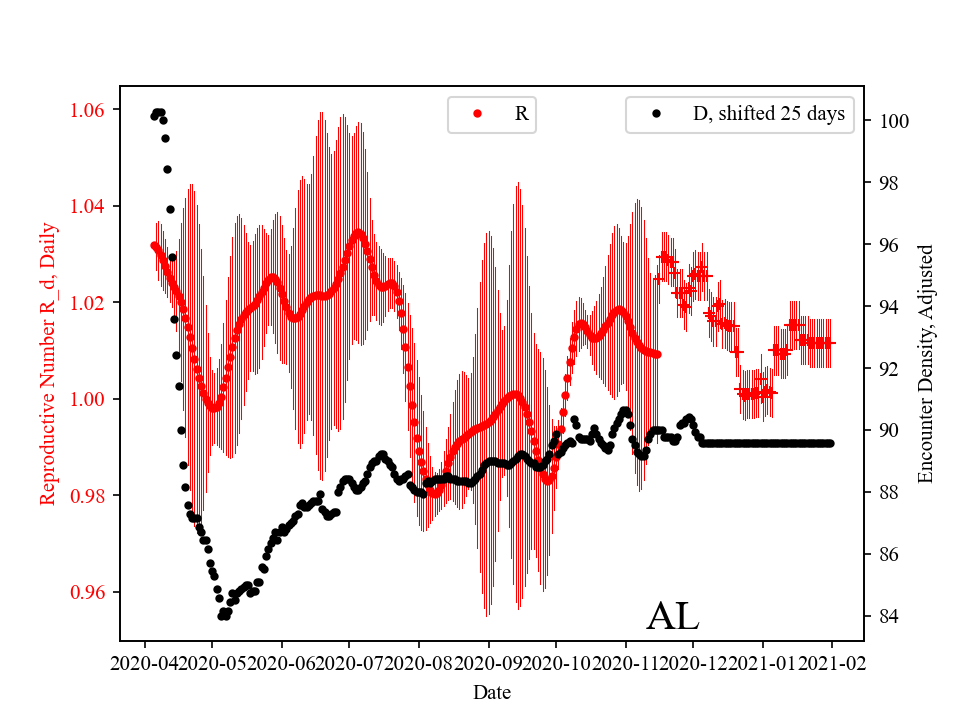 R
D, shifted 25 days
1.06
1.04
1.02
1.00
0.98
0.96
Reproductive Number R_d, Daily
100
98
96
94
92
90
88
86
84
Encounter Density, Adjusted
AL
2020-04 2020-05 2020-06 2020-07 2020-08 2020-09 2020-10 2020-11 2020-12 2021-01 2021-02
Date